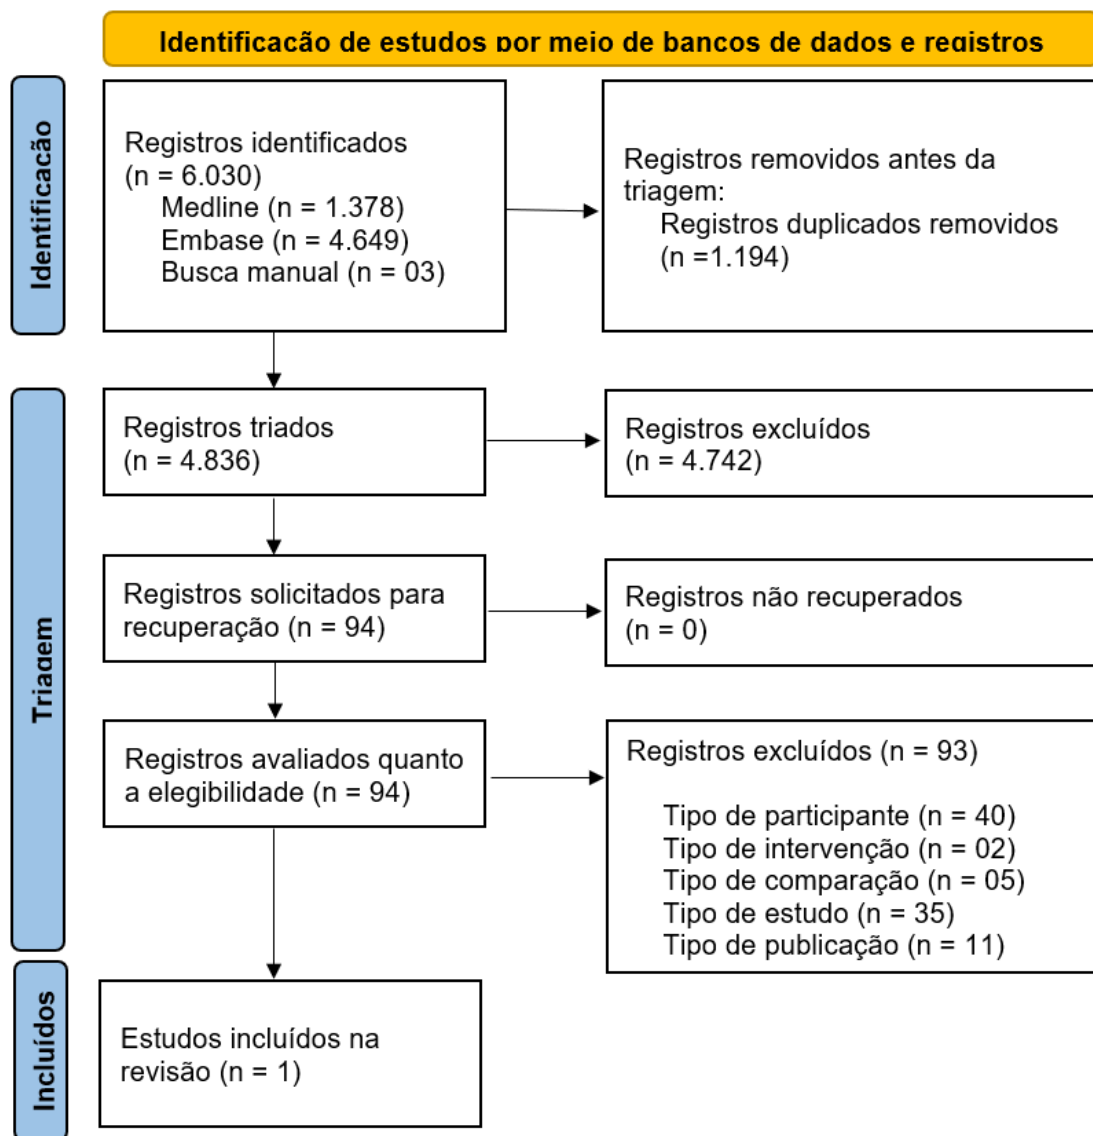 Identificação de estudos por meio de bancos de dados e registros
Identificação
Registros identificados
(n = 6.030)
Medline (n = 1.378)
Embase (n = 4.649)
Busca manual (n = 03)
Registros removidos antes da
triagem:
Registros duplicados removidos
(n =1.194)
Triagem
Registros triados
(n = 4.836)
Registros excluídos
(n = 4.742)
Registros solicitados para
recuperação (n = 94)
Registros não recuperados
(n = 0)
Registros avaliados quanto
a elegibilidade (n = 94)
Registros excluídos (n = 93)
Tipo de participante (n = 40)
Tipo de intervenção (n = 02)
Tipo de comparação (n = 05)
Tipo de estudo (n = 35)
Tipo de publicação (n = 11)
Incluídos
Estudos incluídos na
revisão (n = 1)